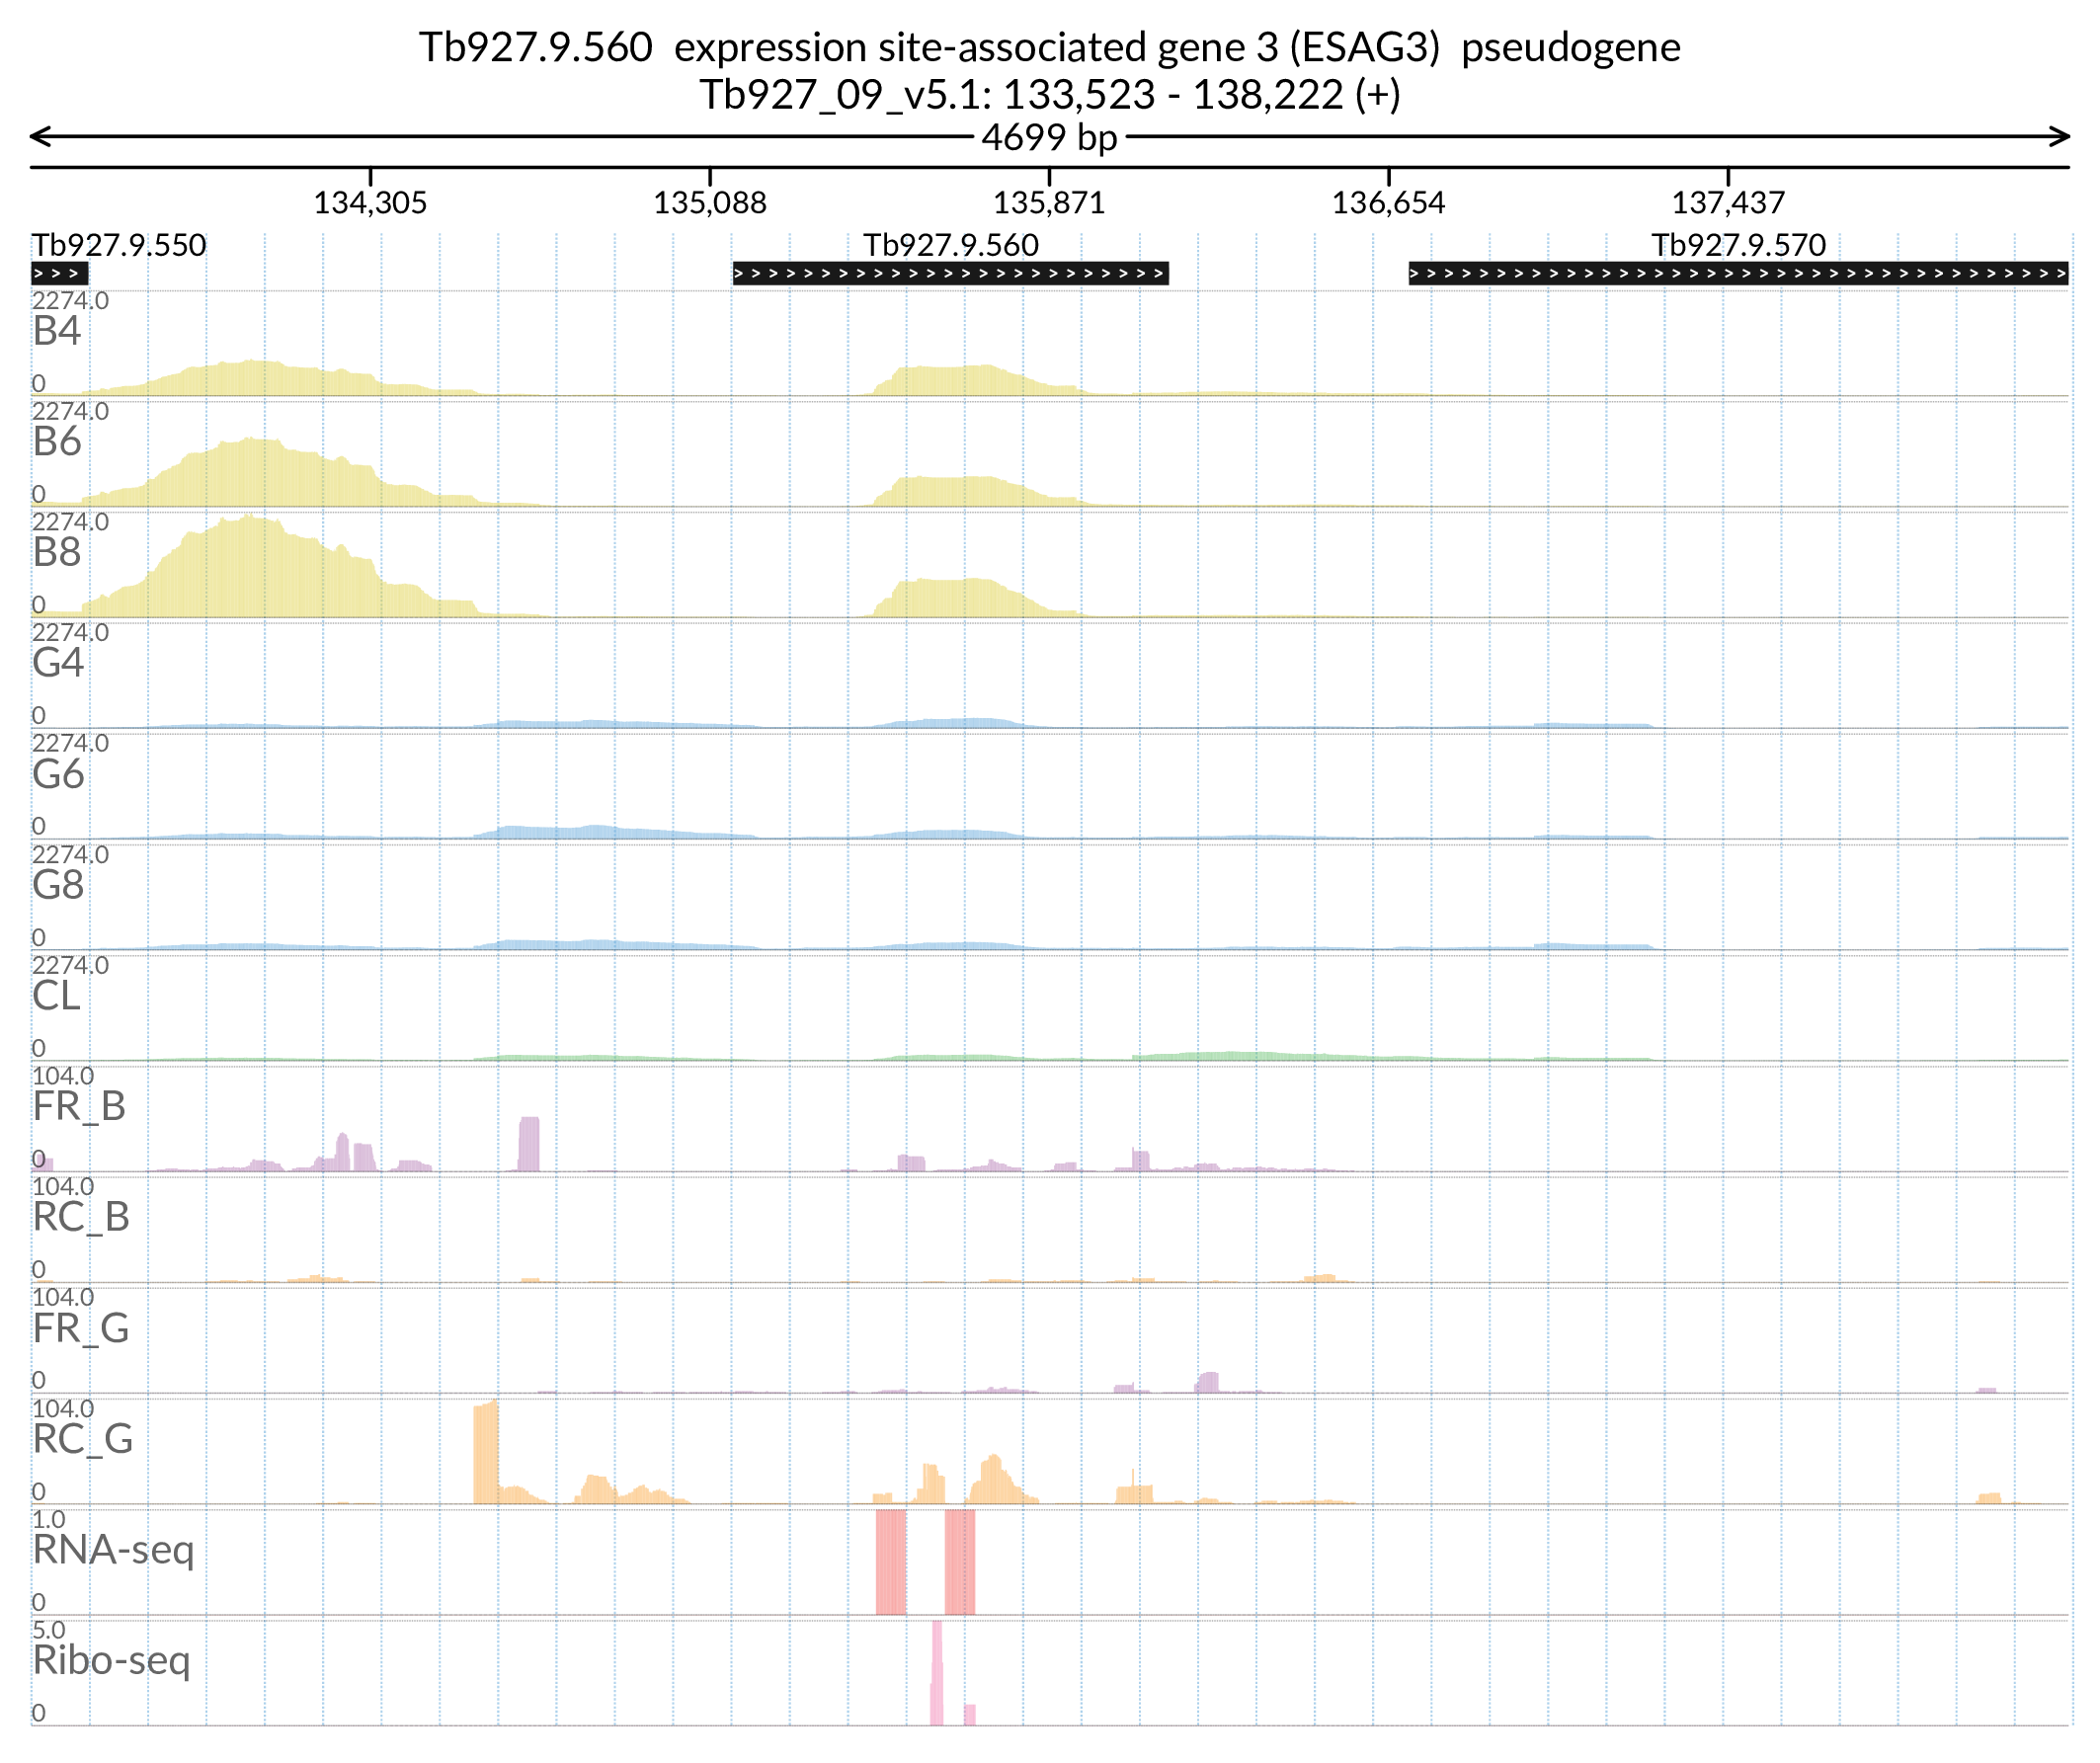 Tb927.9.560 expression site-associated gene 3 (ESAG3) pseudogene
Tb927_09_v5.1: 133,523 - 138,222 (+)
4699 bp
134,305 135,088 135,871 136,654 137,437
Tb927.9.550 Tb927.9.560 Tb927.9.570
2274.0
B4
0
2274.0
B6
0
2274.0
B8
0
2274.0
G4
0
2274.0
G6
0
2274.0
G8
0
2274.0
CL
0
104.0
FR_B
0
104.0
RC_B
0
104.0
FR_G
0
104.0
RC_G
0
1.0
RNA-seq
0
5.0
Ribo-seq
0